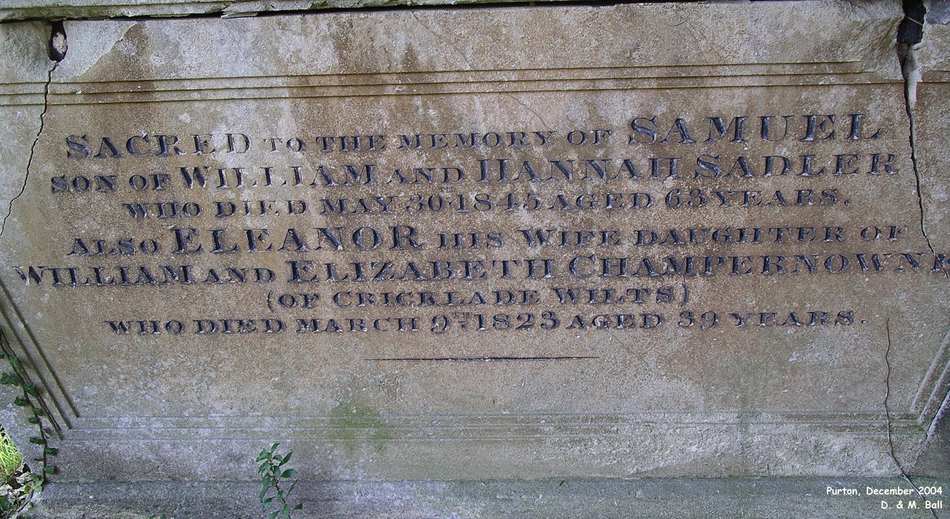 SACRED TO THE MEMORY OF SAMUEL
SON OF WILLIAM AND HANNAH SADLER
WHO DIED MAY 30 1845 AGED 63 YEARS.
ALSO ELEANOR HIS WIFE DAUGHTER OF
WILLIAM AND ELIZABETH CHAMPERNOWNE
(OF CRICKLADE WILTS)
WHO DIED MARCH 9TH 1823 AGED 39 YEARS.
Purton, December 2004
D. & M. Ball